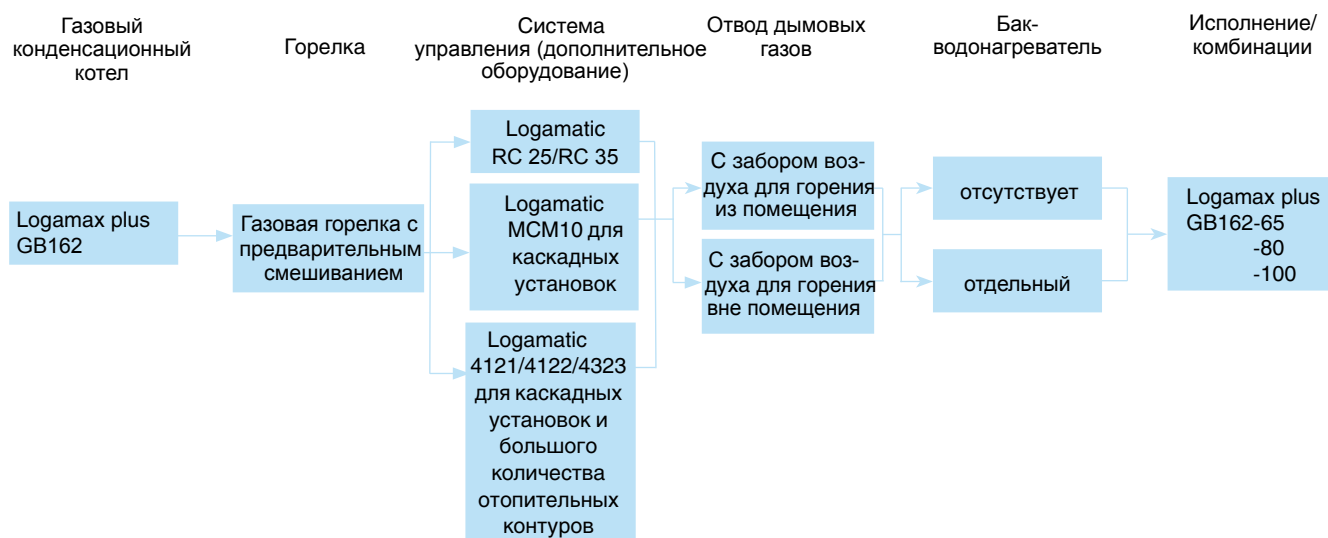 Газовый
конденсационный
котел
Горелка
Система
управления (дополнительное
оборудование)
Отвод дымовых
газов
Бак-
водонагреватель
Исполнение/
комбинации
Logamax plus
GB162
Газовая горелка с
предварительным
смешиванием
Logamatic
RC 25/RC 35
Logamatic
MCM10 для
каскадных
установок
Logamatic
4121/4122/4323
для каскадных
установок и
большого
количества
отопительных
контуров
С забором воз-
духа для горения
из помещения
С забором воз-
духа для горения
вне помещения
отсутствует
отдельный
Logamax plus
GB162-65
-80
-100